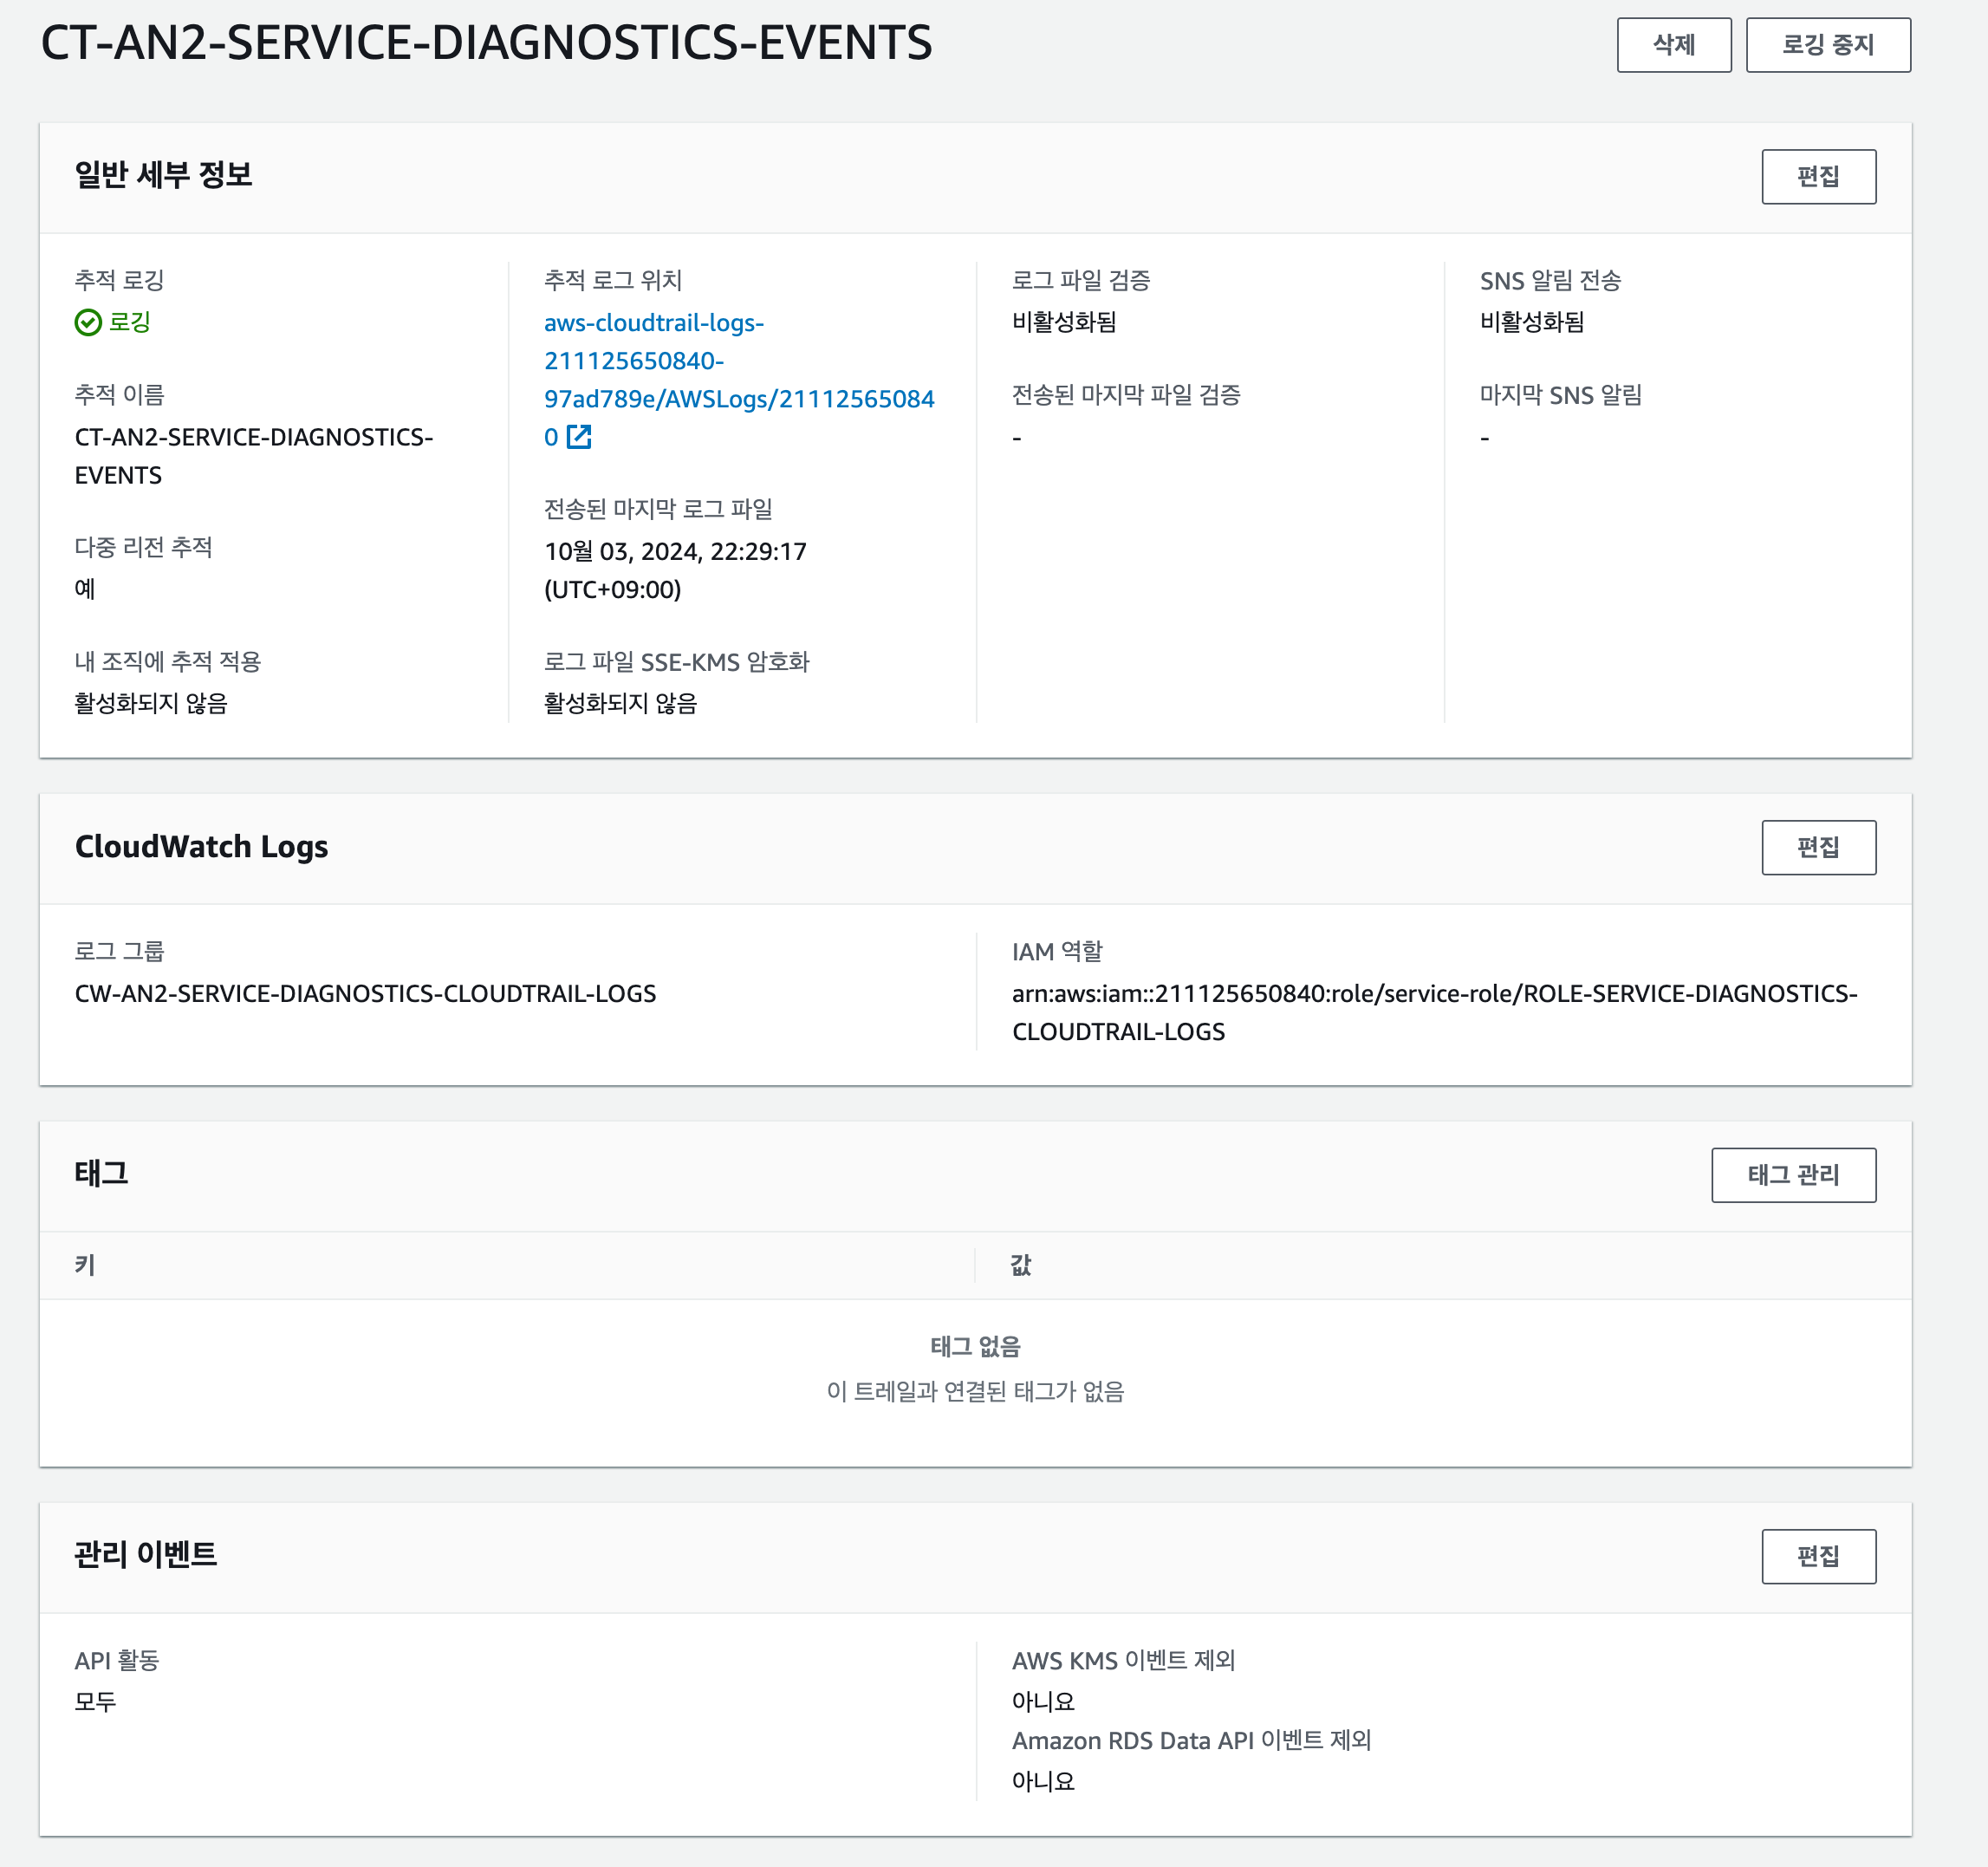 CT-AN2-SERVICE-DIAGNOSTICS-EVENTS
삭제
로깅 중지
일반 세부 정보
편집
추적 로깅
로깅
추적 이름
CT-AN2-SERVICE-DIAGNOSTICS-
EVENTS
다중 리전 추적
예
내 조직에 추적 적용
활성화되지 않음
추적 로그 위치
aws-cloudtrail-logs-
211125650840-
97ad789e/AWSLogs/21112565084
0
전송된 마지막 로그 파일
10월 03, 2024, 22:29:17
(UTC+09:00)
로그 파일 SSE-KMS 암호화
활성화되지 않음
로그 파일 검증
비활성화됨
전송된 마지막 파일 검증
-
SNS 알림 전송
비활성화됨
마지막 SNS 알림
-
CloudWatch Logs
편집
로그 그룹
CW-AN2-SERVICE-DIAGNOSTICS-CLOUDTRAIL-LOGS
IAM 역할
arn:aws:iam::211125650840:role/service-role/ROLE-SERVICE-DIAGNOSTICS-
CLOUDTRAIL-LOGS
태그
태그 관리
키
값
태그 없음
이 트레일과 연결된 태그가 없음
관리 이벤트
편집
API 활동
모두
AWS KMS 이벤트 제외
아니요
Amazon RDS Data API 이벤트 제외
아니요